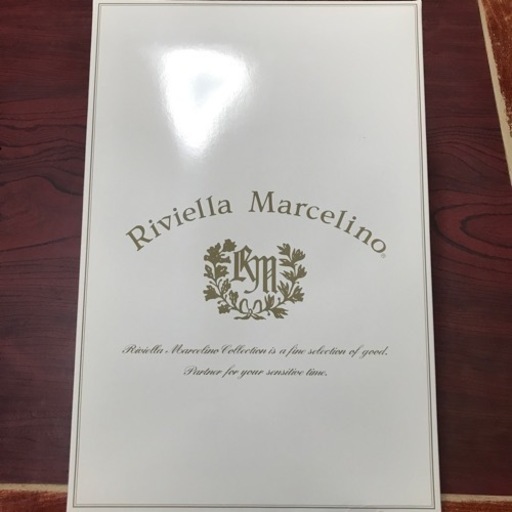 Riviella Marcelino®
RM
Riviella Marcelino Collection is a fine selection of good.
Partner for your sensitive time.